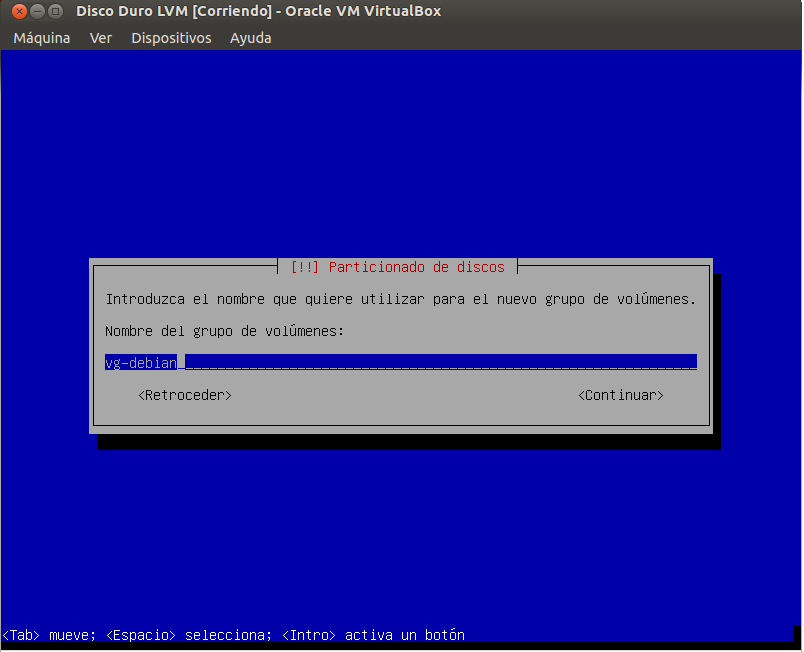 Disco Duro LVM [Corriendo] - Oracle VM VirtualBox
Máquina Ver Dispositivos Ayuda
[!!] Particionado de discos
Introduzca el nombre que quiere utilizar para el nuevo grupo de volúmenes.
Nombre del grupo de volúmenes:
vg-debian
<Retroceder> <Continuar>
<Tab> mueve; <Espacio> selecciona; <Intro> activa un botón